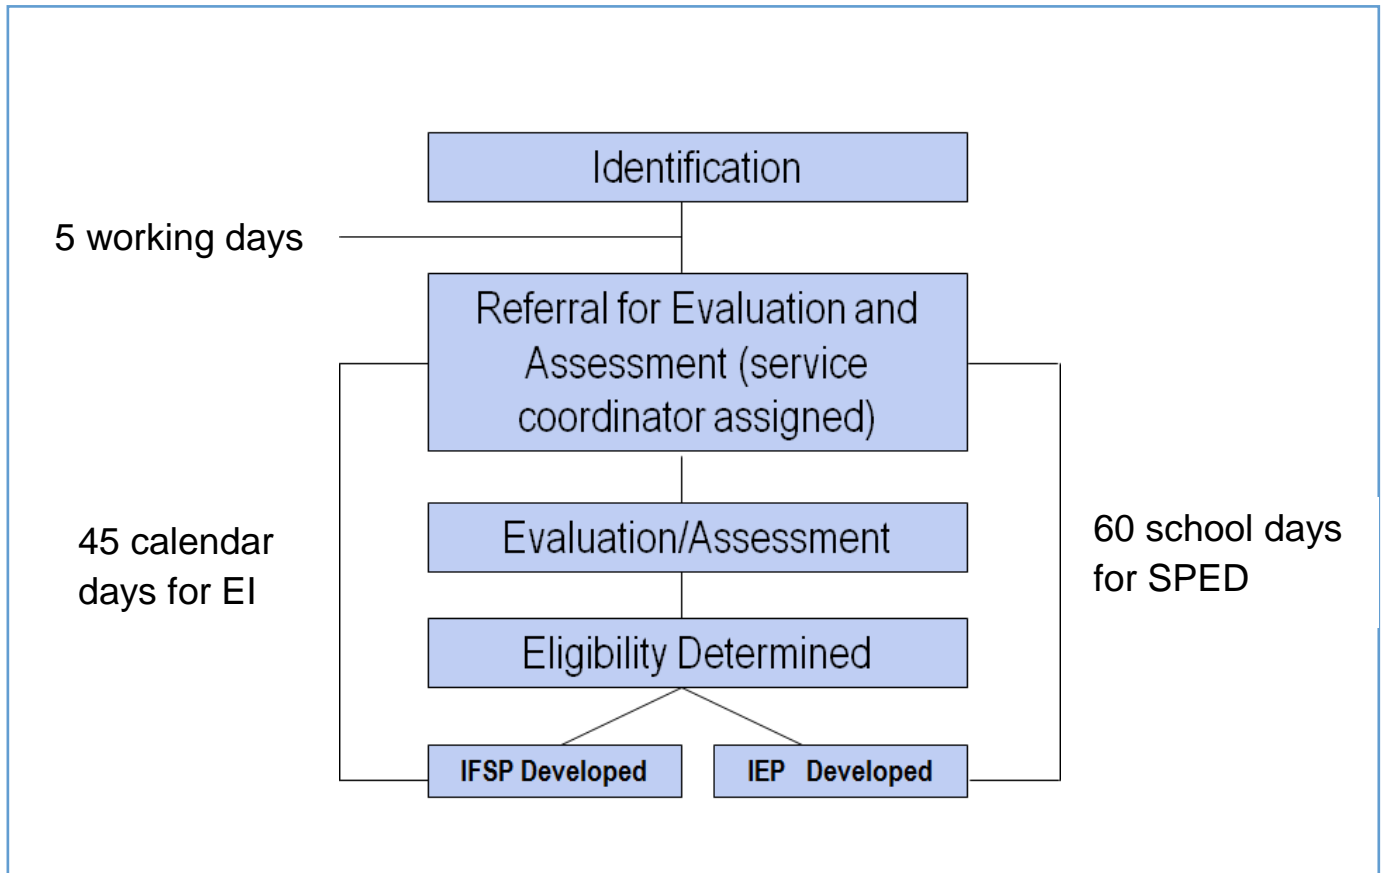 Identification
5 working days
Referral for Evaluation and
Assessment (service
coordinator assigned)
45 calendar
days for EI
Evaluation/Assessment
60 school days
for SPED
Eligibility Determined
IFSP Developed
IEP Developed